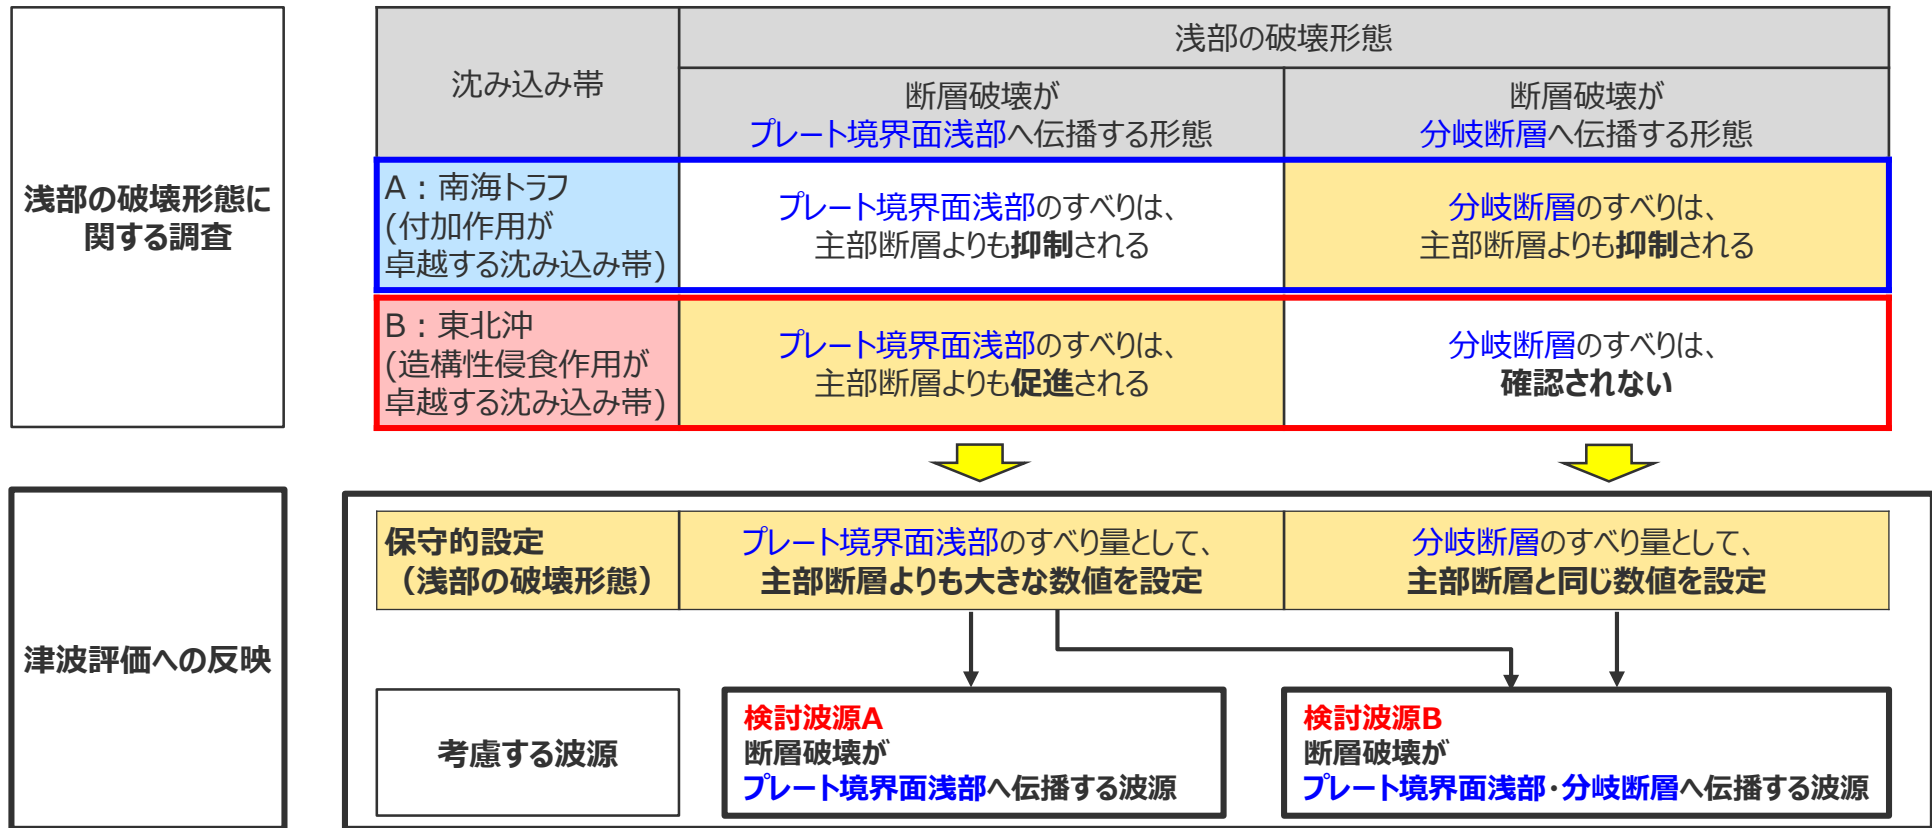 浅部の破壊形態に
関する調査
沈み込み帯
浅部の破壊形態
断層破壊が
プレート境界面浅部へ伝播する形態
断層破壊が
分岐断層へ伝播する形態
A：南海トラフ
(付加作用が
卓越する沈み込み帯)
プレート境界面浅部のすべりは、
主部断層よりも抑制される
分岐断層のすべりは、
主部断層よりも抑制される
B：東北沖
(造構性侵食作用が
卓越する沈み込み帯)
プレート境界面浅部のすべりは、
主部断層よりも促進される
分岐断層のすべりは、
確認されない
津波評価への反映
保守的設定
（浅部の破壊形態）
プレート境界面浅部のすべり量として、
主部断層よりも大きな数値を設定
分岐断層のすべり量として、
主部断層と同じ数値を設定
考慮する波源
検討波源A
断層破壊が
プレート境界面浅部へ伝播する波源
検討波源B
断層破壊が
プレート境界面浅部・分岐断層へ伝播する波源